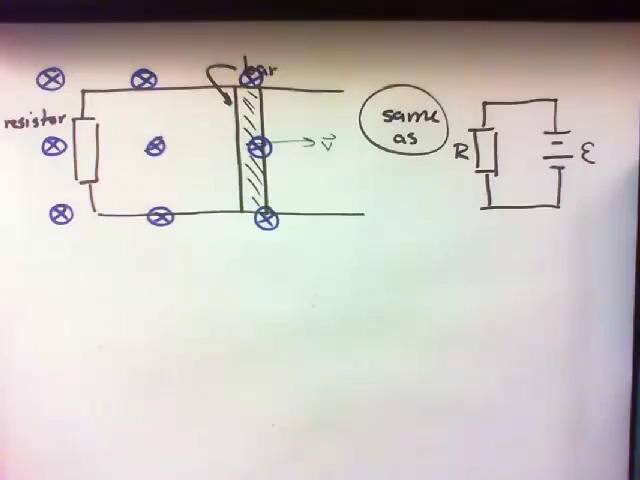 bar
resistor
v
same
as
R
ε